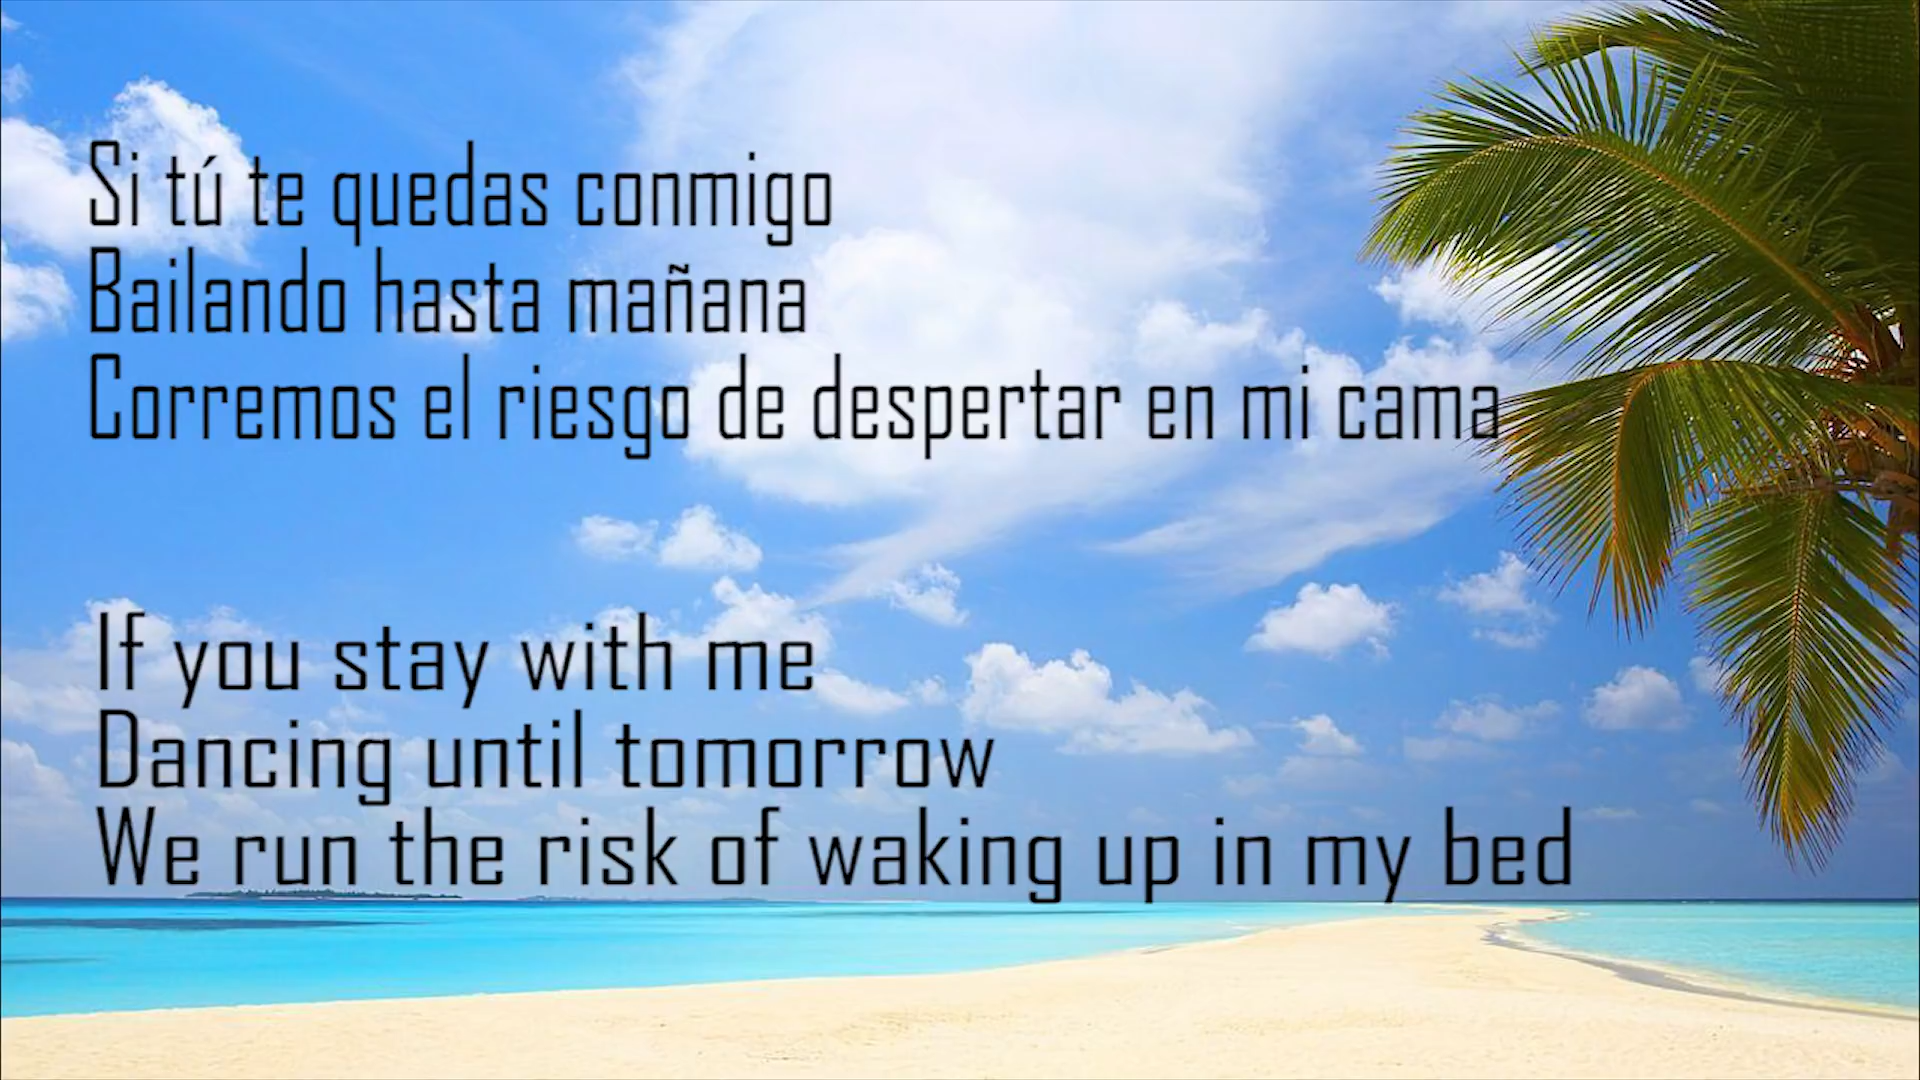 Si tú te quedas conmigo
Bailando hasta mañana
Corremos el riesgo de despertar en mi cama
If you stay with me
Dancing until tomorrow
We run the risk of waking up in my bed